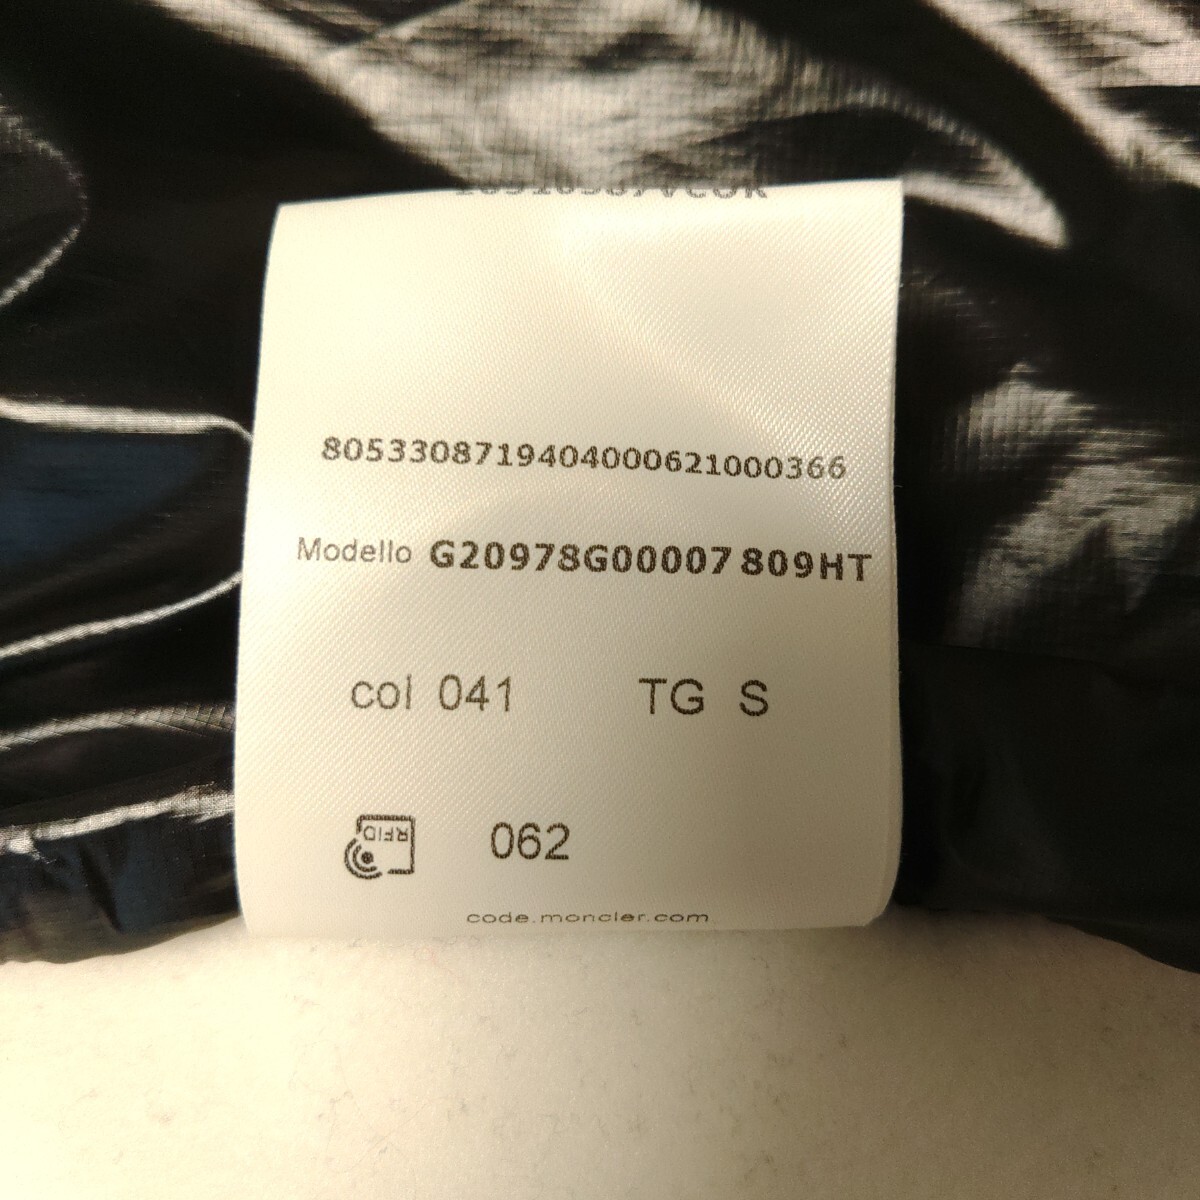 8053308719404000621000366
Modello G20978G00007 809HT
col 041 TG S
RFID 062
code.moncler.com